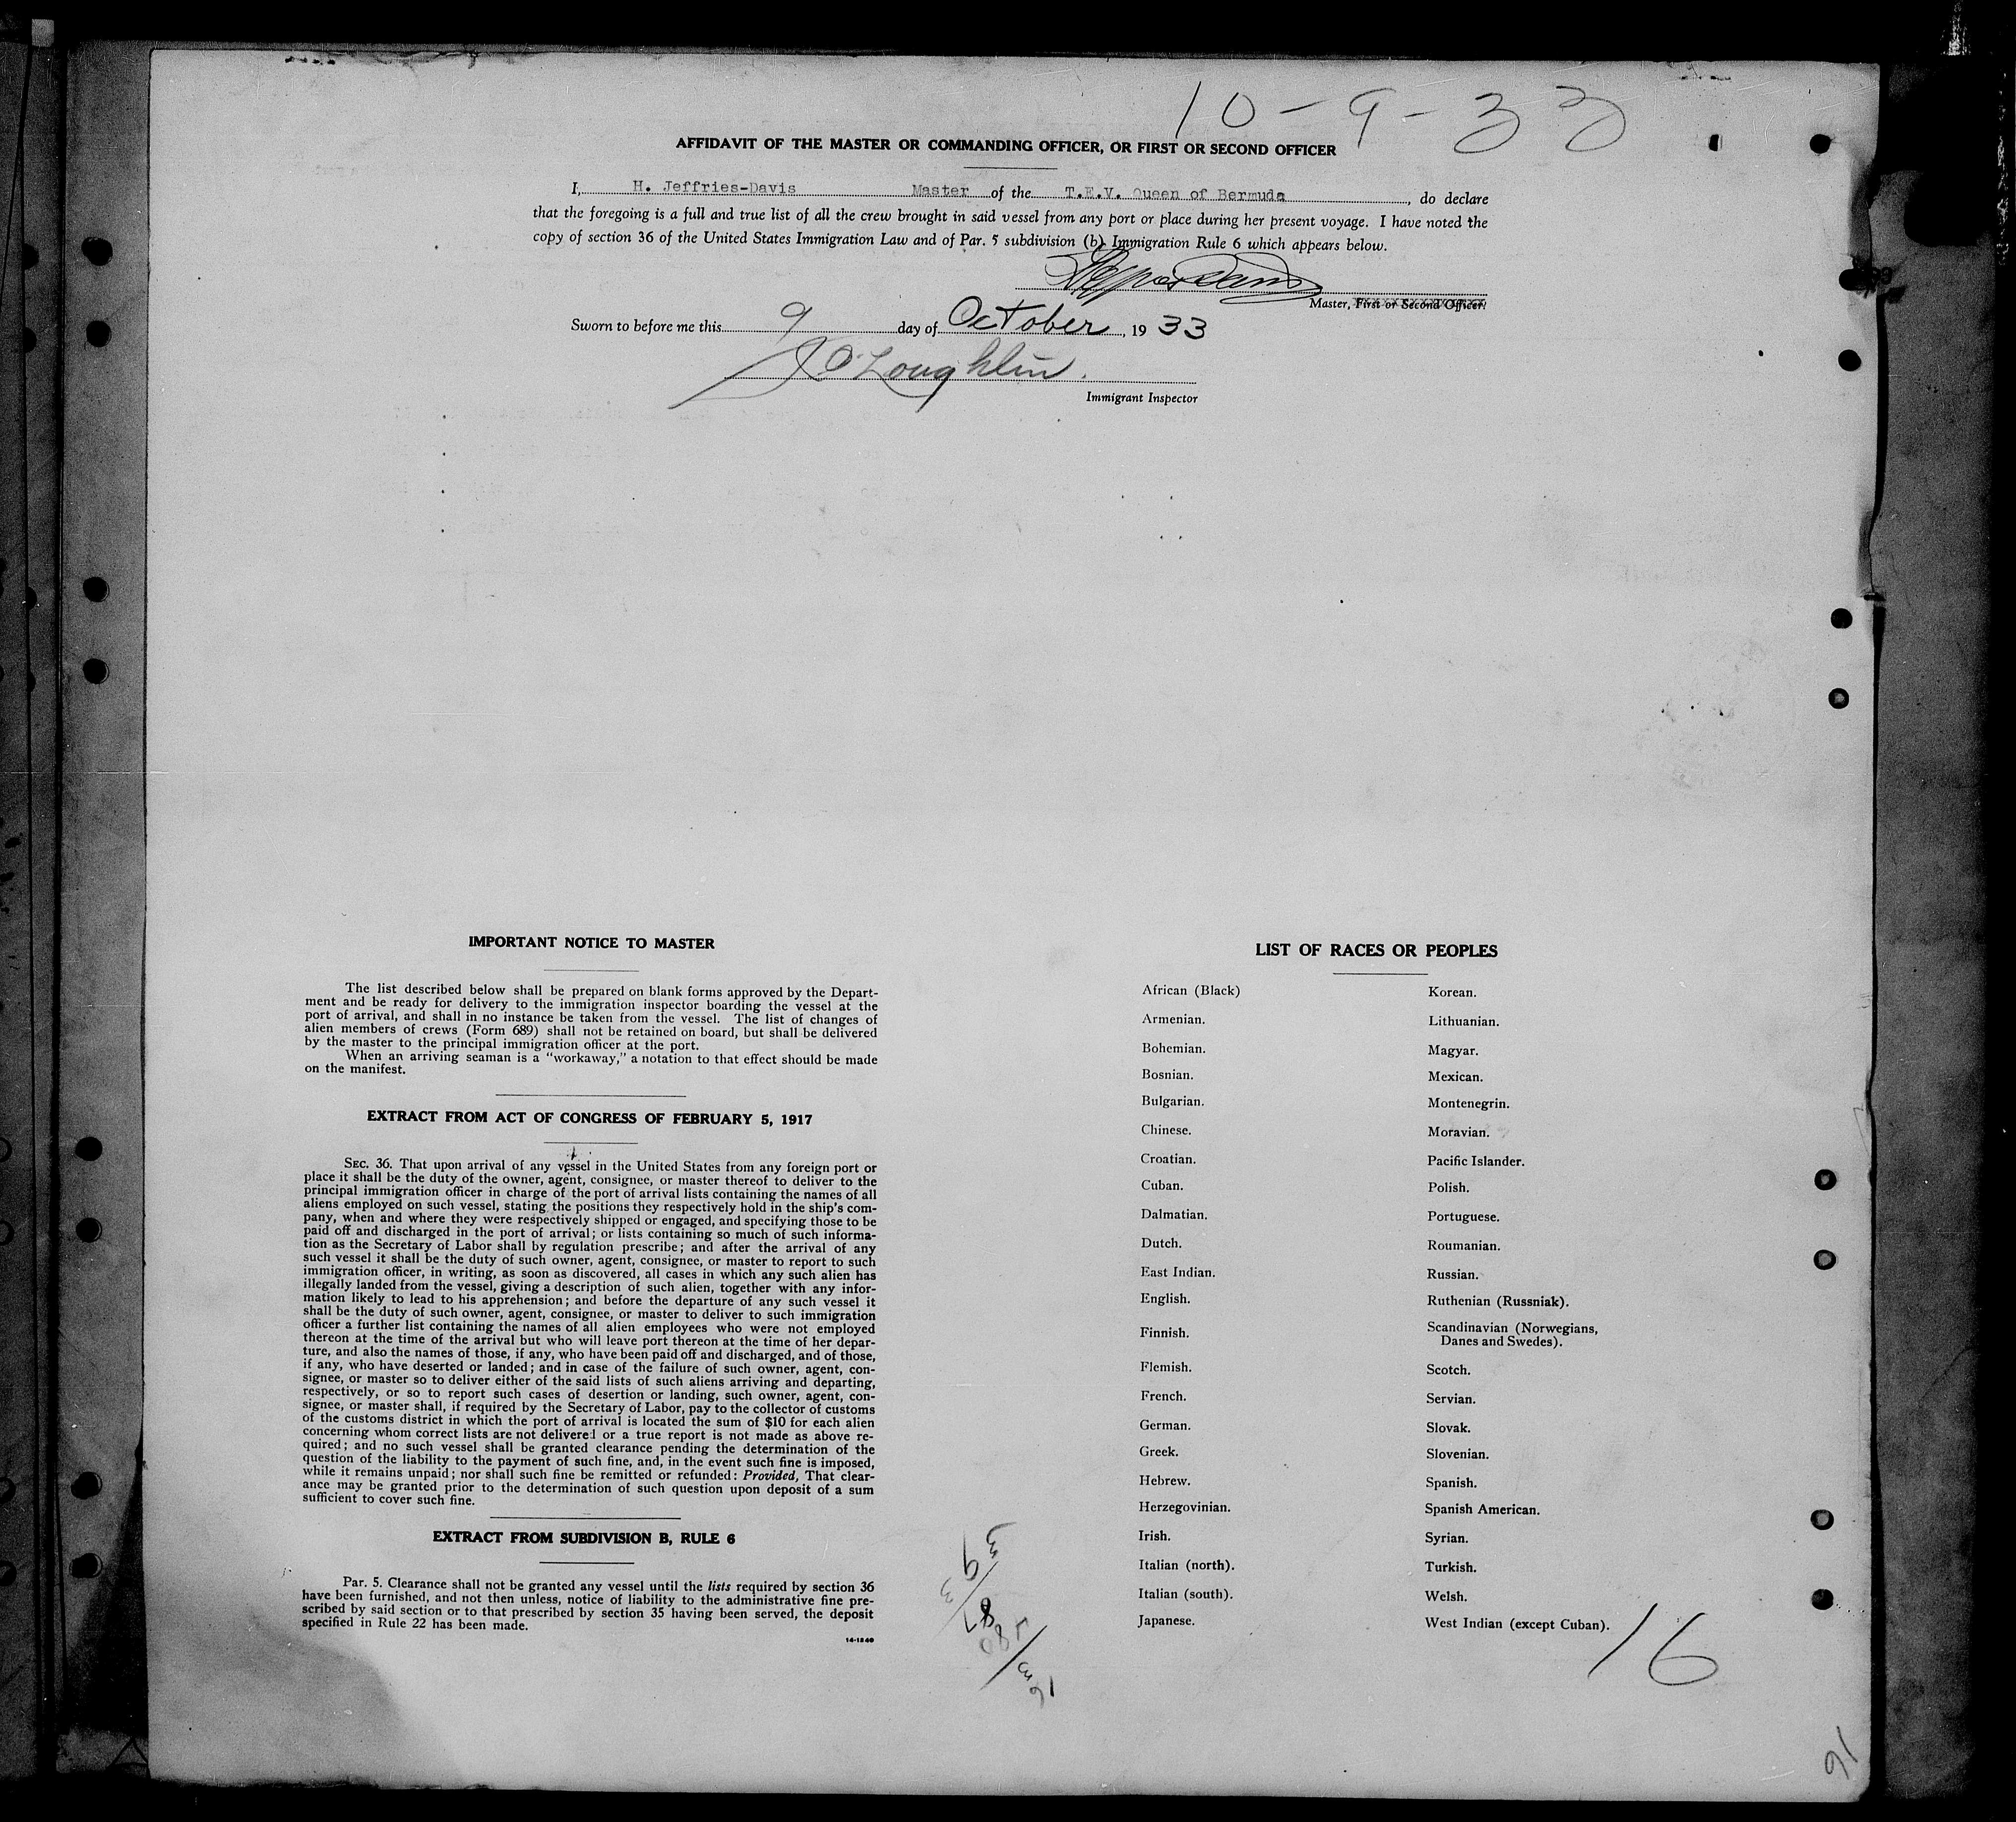 10-9-33
AFFIDAVIT OF THE MASTER OR COMMANDING OFFICER, OR FIRST OR SECOND OFFICER
I, H. Jeffries-Davis Master of the T.E.V. Queen of Bermuda, do declare
that the foregoing is a full and true list of all the crew brought in said vessel from any port or place during her present voyage. I have noted the
copy of section 36 of the United States Immigration Law and of Par. 5 subdivision (b) Immigration Rule 6 which appears below.
Master, First or Second Officer.
Sworn to before me this 9 day of October, 1933
J O'Loughlin.
Immigrant Inspector
IMPORTANT NOTICE TO MASTER
The list described below shall be prepared on blank forms approved by the Depart-
ment and be ready for delivery to the immigration inspector boarding the vessel at the
port of arrival, and shall in no instance be taken from the vessel. The list of changes of
alien members of crews (Form 689) shall not be retained on board, but shall be delivered
by the master to the principal immigration officer at the port.
When an arriving seaman is a "workaway," a notation to that effect should be made
on the manifest.
EXTRACT FROM ACT OF CONGRESS OF FEBRUARY 5, 1917
SEC. 36. That upon arrival of any vessel in the United States from any foreign port or
place it shall be the duty of the owner, agent, consignee, or master thereof to deliver to the
principal immigration officer in charge of the port of arrival lists containing the names of all
aliens employed on such vessel, stating the positions they respectively hold in the ship's com-
pany, when and where they were respectively shipped or engaged, and specifying those to be
paid off and discharged in the port of arrival; or lists containing so much of such informa-
tion as the Secretary of Labor shall by regulation prescribe; and after the arrival of any
such vessel it shall be the duty of such owner, agent, consignee, or master to report to such
immigration officer, in writing, as soon as discovered, all cases in which any such alien has
illegally landed from the vessel, giving a description of such alien, together with any infor-
mation likely to lead to his apprehension; and before the departure of any such vessel it
shall be the duty of such owner, agent, consignee, or master to deliver to such immigration
officer a further list containing the names of all alien employees who were not employed
thereon at the time of the arrival but who will leave port thereon at the time of her depar-
ture, and also the names of those, if any, who have been paid off and discharged, and of those,
if any, who have deserted or landed; and in case of the failure of such owner, agent, con-
signee, or master so to deliver either of the said lists of such aliens arriving and departing,
respectively, or so to report such cases of desertion or landing, such owner, agent, con-
signee, or master shall, if required by the Secretary of Labor, pay to the collector of customs
of the customs district in which the port of arrival is located the sum of $10 for each alien
concerning whom correct lists are not delivered or a true report is not made as above re-
quired; and no such vessel shall be granted clearance pending the determination of the
question of the liability to the payment of such fine, and, in the event such fine is imposed,
while it remains unpaid; nor shall such fine be remitted or refunded: Provided, That clear-
ance may be granted prior to the determination of such question upon deposit of a sum
sufficient to cover such fine.
EXTRACT FROM SUBDIVISION B, RULE 6
Par. 5. Clearance shall not be granted any vessel until the lists required by section 36
have been furnished, and not then unless, notice of liability to the administrative fine pre-
scribed by said section or to that prescribed by section 35 having been served, the deposit
specified in Rule 22 has been made.
14-1240
LIST OF RACES OR PEOPLES
African (Black)
Armenian.
Bohemian.
Bosnian.
Bulgarian.
Chinese.
Croatian.
Cuban.
Dalmatian.
Dutch.
East Indian.
English.
Finnish.
Flemish.
French.
German.
Greek.
Hebrew.
Herzegovinian.
Irish.
Italian (north).
Italian (south).
Japanese.
Korean.
Lithuanian.
Magyar.
Mexican.
Montenegrin.
Moravian.
Pacific Islander.
Polish.
Portuguese.
Roumanian.
Russian.
Ruthenian (Russniak).
Scandinavian (Norwegians,
Danes and Swedes).
Scotch.
Servian.
Slovak.
Slovenian.
Spanish.
Spanish American.
Syrian.
Turkish.
Welsh.
West Indian (except Cuban).
16
16